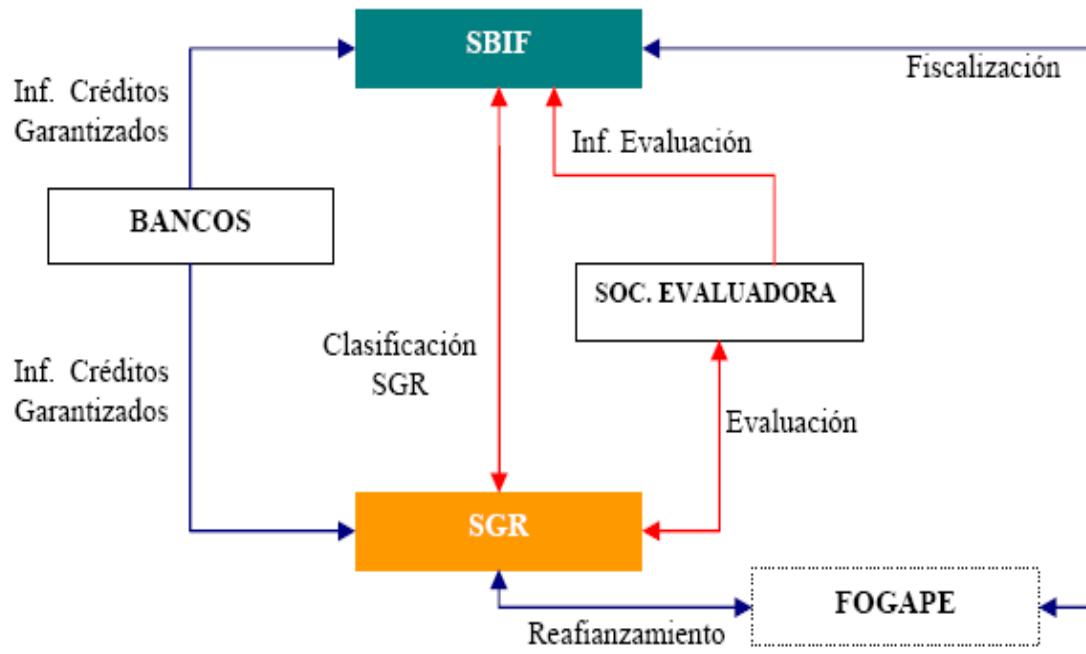 SBIF
Fiscalización
Inf. Créditos
Garantizados
Inf. Evaluación
BANCOS
SOC. EVALUADORA
Clasificación
SGR
Inf. Créditos
Garantizados
Evaluación
SGR
FOGAPE
Reafianzamiento